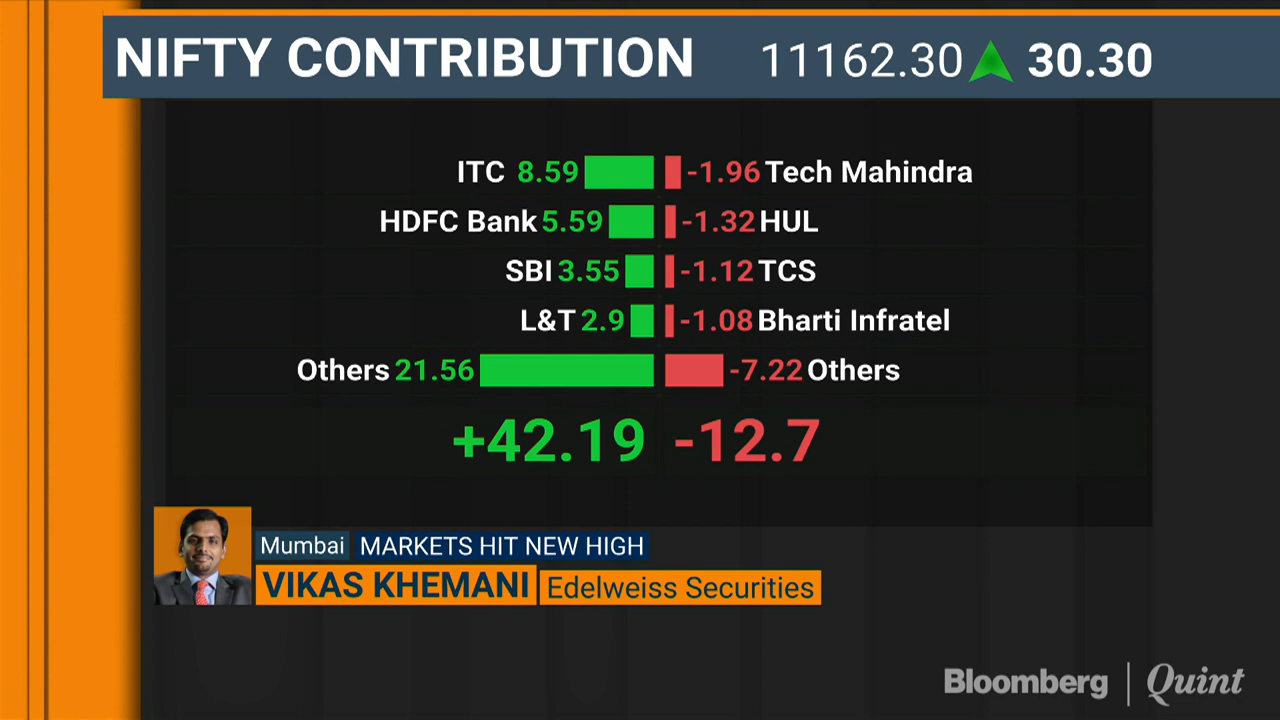 NIFTY CONTRIBUTION 11162.30 30.30
ITC 8.59 -1.96 Tech Mahindra
HDFC Bank 5.59 -1.32 HUL
SBI 3.55 -1.12 TCS
L&T 2.9 -1.08 Bharti Infratel
Others 21.56 -7.22 Others
+42.19 -12.7
Mumbai MARKETS HIT NEW HIGH
VIKAS KHEMANI Edelweiss Securities
Bloomberg | Quint